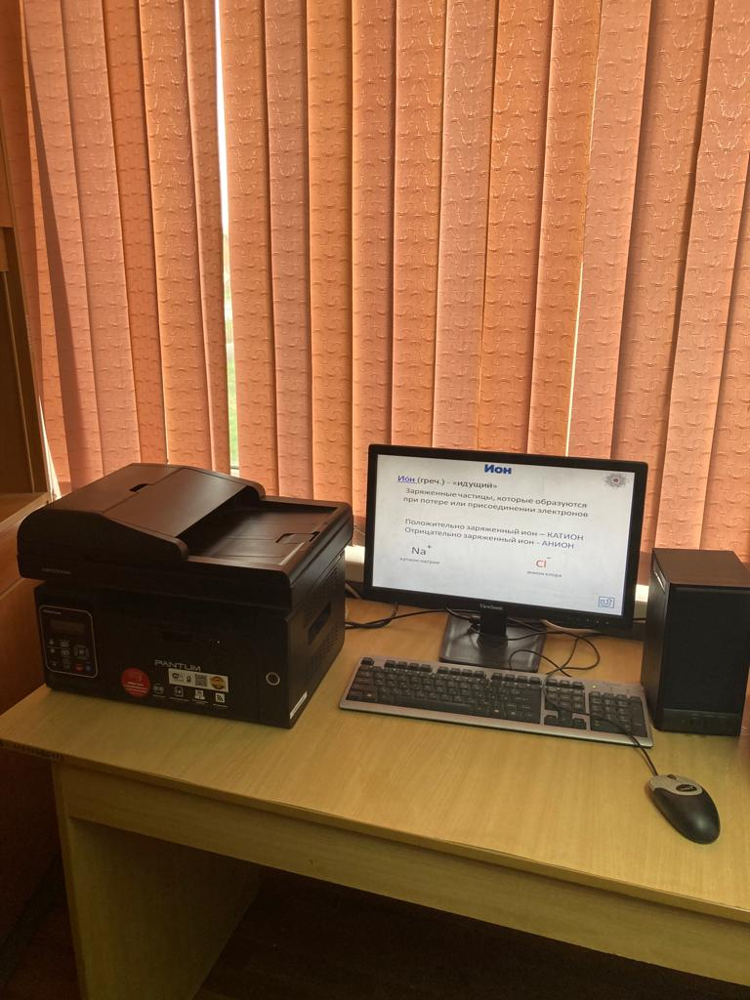 Ион
Ио́н (греч.) - «идущий»
Заряженные частицы, которые образуются
при потере или присоединении электронов
Положительно заряженный ион – КАТИОН
Отрицательно заряженный ион - АНИОН
Na+
Cl-
катион натрия
анион хлора
ViewSonic
PANTUM